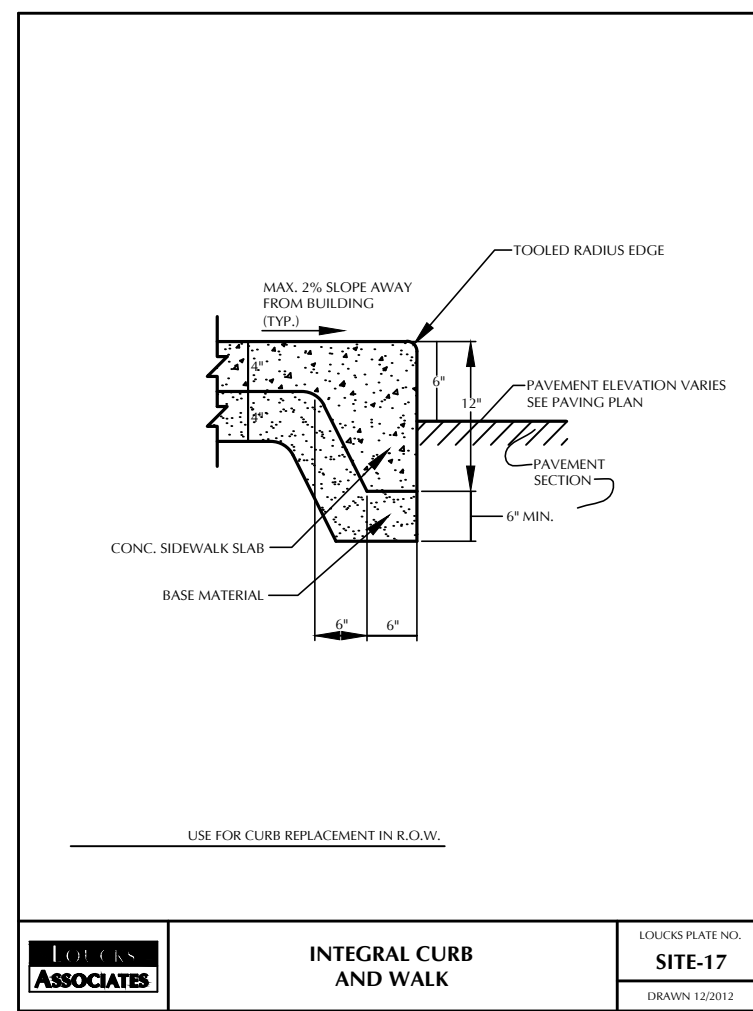 TOOLED RADIUS EDGE
MAX. 2% SLOPE AWAY
FROM BUILDING
(TYP.)
4"
6"
PAVEMENT ELEVATION VARIES
SEE PAVING PLAN
12"
4"
PAVEMENT
SECTION
6" MIN.
CONC. SIDEWALK SLAB
BASE MATERIAL
6"
6"
USE FOR CURB REPLACEMENT IN R.O.W.
LOUCKS
ASSOCIATES
INTEGRAL CURB
AND WALK
LOUCKS PLATE NO.
SITE-17
DRAWN 12/2012